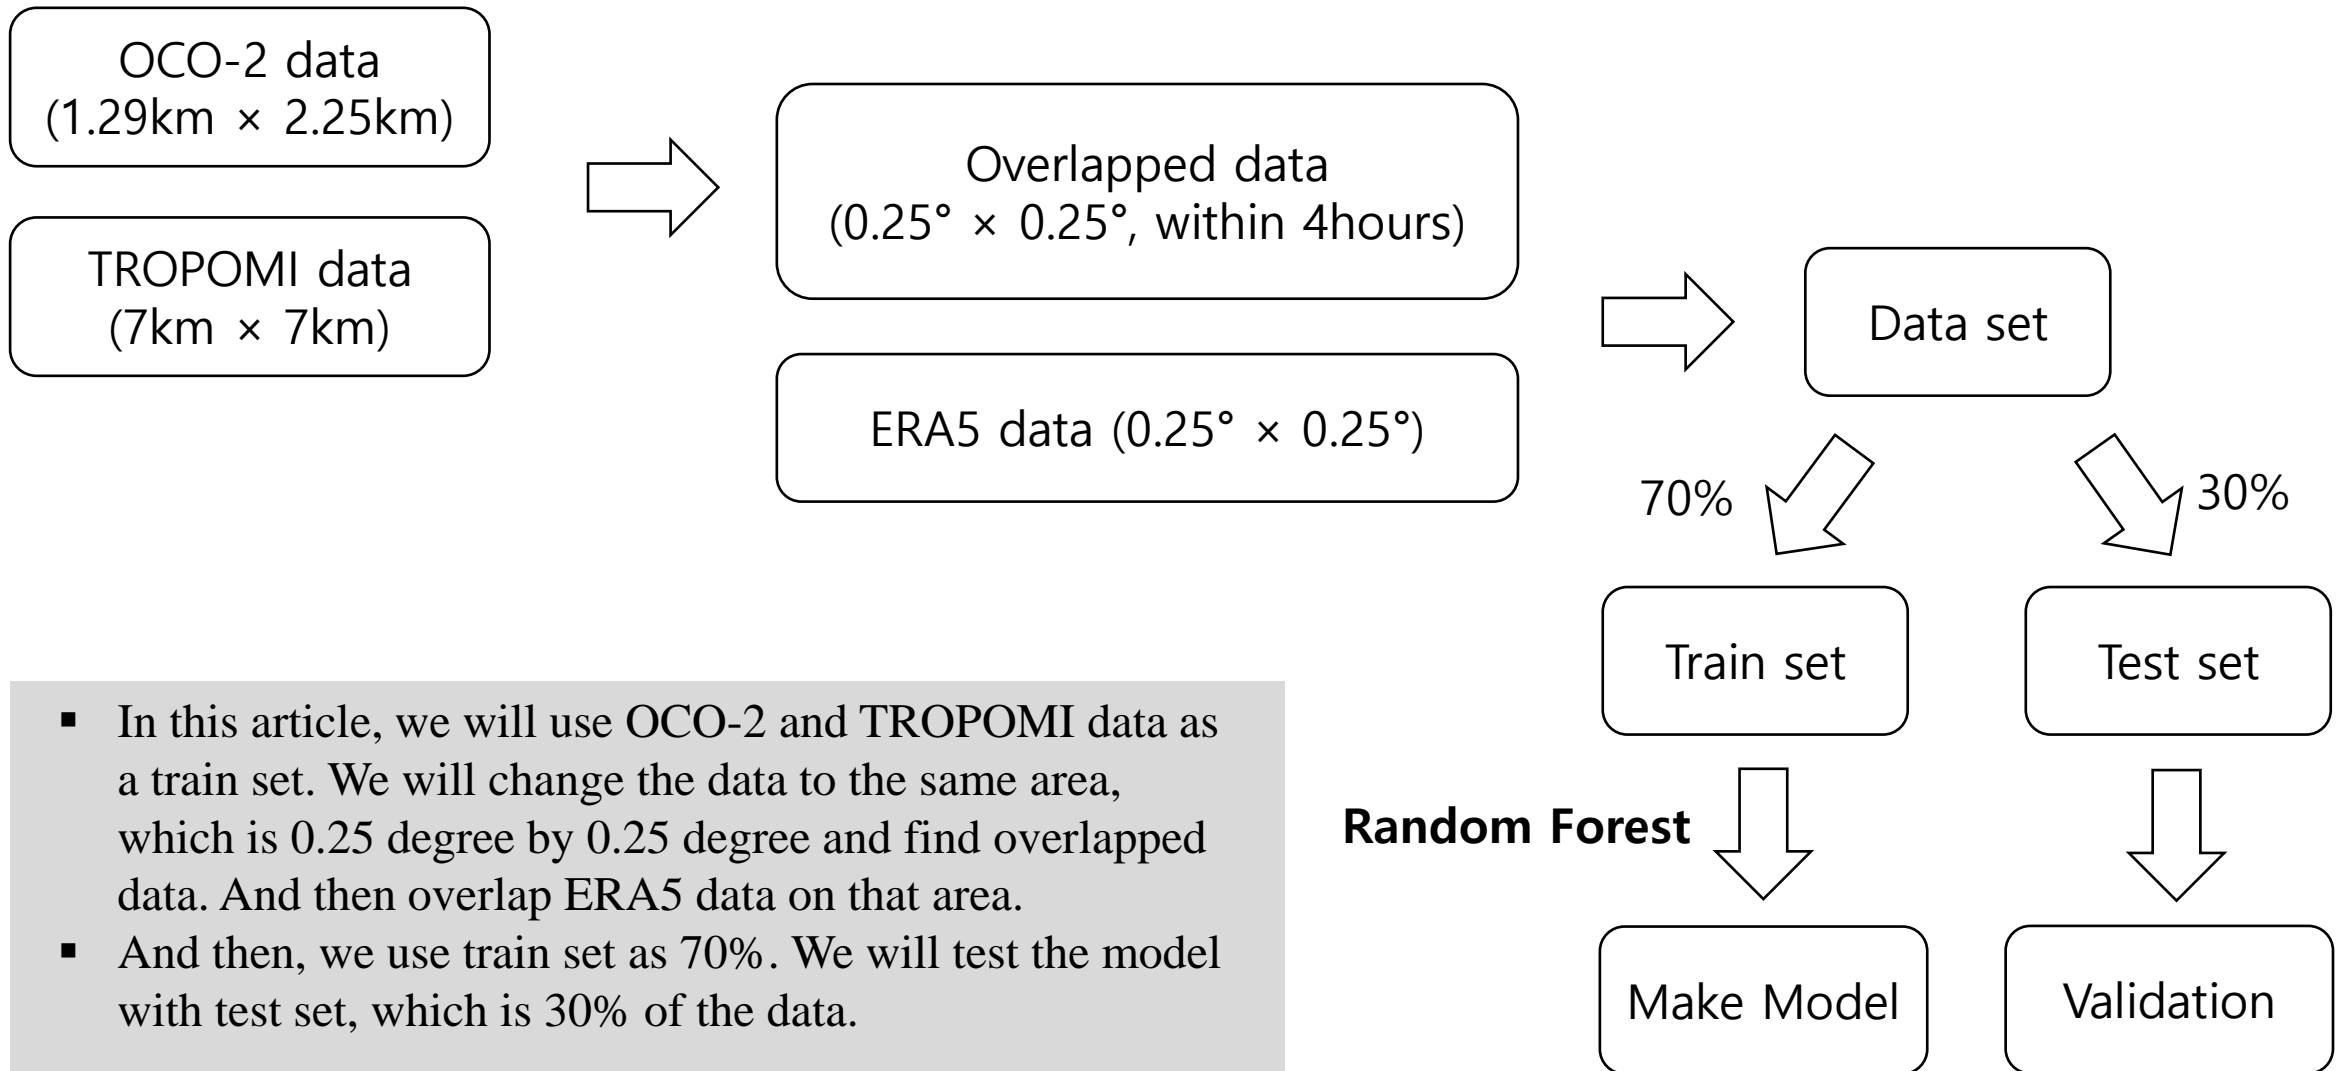 OCO-2 data
(1.29km × 2.25km)
TROPOMI data
(7km × 7km)
Overlapped data
(0.25° × 0.25°, within 4hours)
ERA5 data (0.25° × 0.25°)
Data set
70%
30%
Train set
Test set
Random Forest
Make Model
Validation
▪ In this article, we will use OCO-2 and TROPOMI data as
a train set. We will change the data to the same area,
which is 0.25 degree by 0.25 degree and find overlapped
data. And then overlap ERA5 data on that area.
▪ And then, we use train set as 70%. We will test the model
with test set, which is 30% of the data.